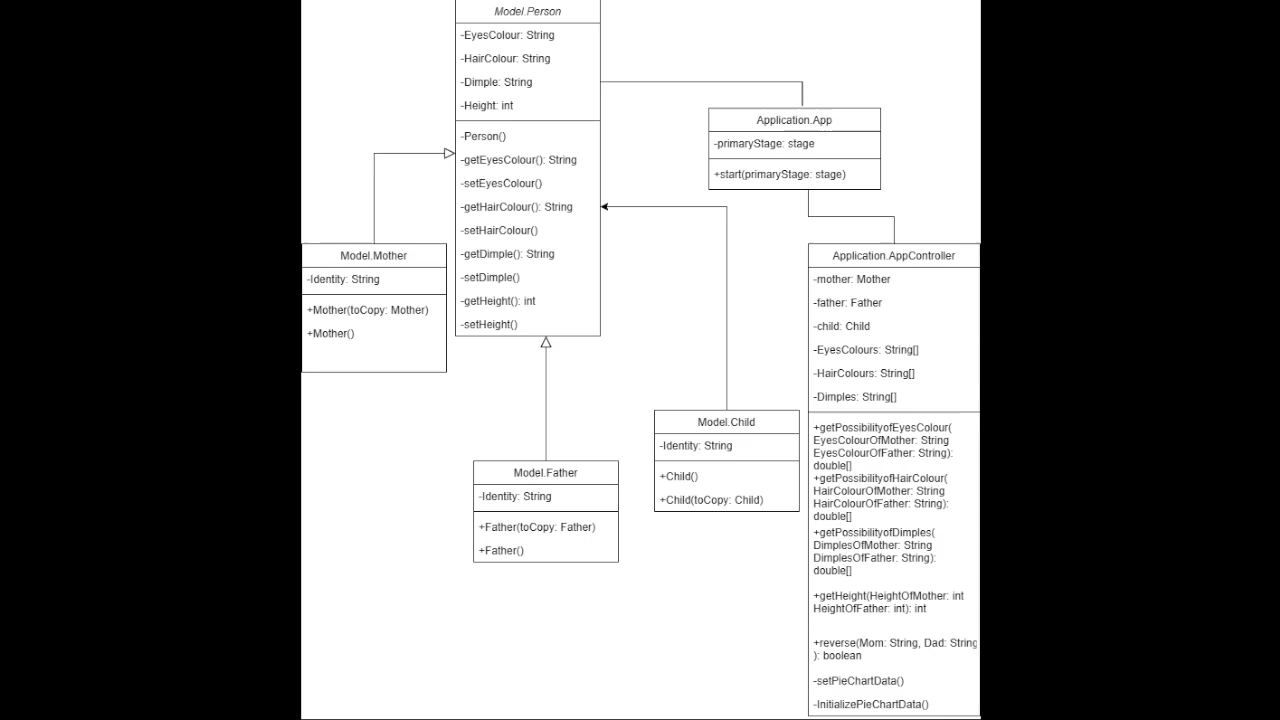 Model.Person
-EyesColour: String
-HairColour: String
-Dimple: String
-Height: int
-Person()
-getEyesColour(): String
-setEyesColour()
-getHairColour(): String
-setHairColour()
-getDimple(): String
-setDimple()
-getHeight(): int
-setHeight()
Application.App
-primaryStage: stage
+start(primaryStage: stage)
Model.Mother
-Identity: String
+Mother(toCopy: Mother)
+Mother()
Model.Father
-Identity: String
+Father(toCopy: Father)
+Father()
Model.Child
-Identity: String
+Child()
+Child(toCopy: Child)
Application.AppController
-mother: Mother
-father: Father
-child: Child
-EyesColours: String[]
-HairColours: String[]
-Dimples: String[]
+getPossibilityofEyesColour(
EyesColourOfMother: String
EyesColourOfFather: String):
double[]
+getPossibilityofHairColour(
HairColourOfMother: String
HairColourOfFather: String):
double[]
+getPossibilityofDimples(
DimplesOfMother: String
DimplesOfFather: String):
double[]
+getHeight(HeightOfMother: int
HeightOfFather: int): int
+reverse(Mom: String, Dad: String
): boolean
-setPieChartData()
-InitializePieChartData()